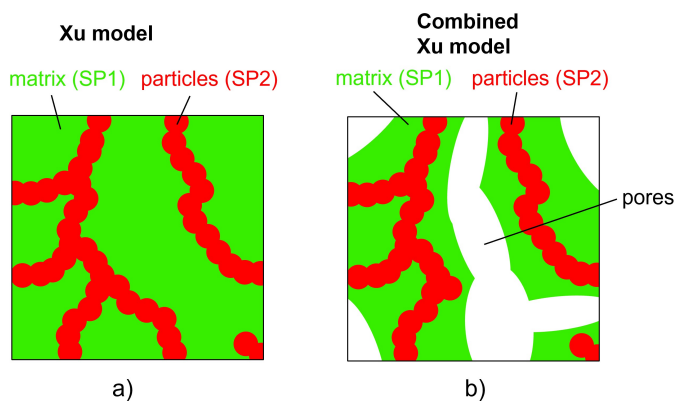 Xu model
matrix (SP1) particles (SP2)
a)
Combined
Xu model
matrix (SP1) particles (SP2)
pores
b)